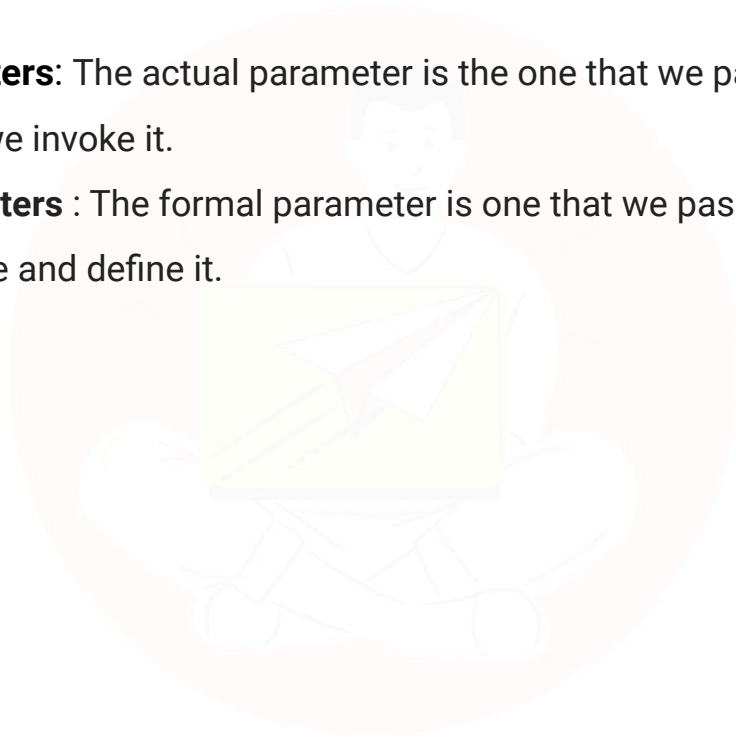 ters: The actual parameter is the one that we pa
ve invoke it.
ters : The formal parameter is one that we pas
e and define it.